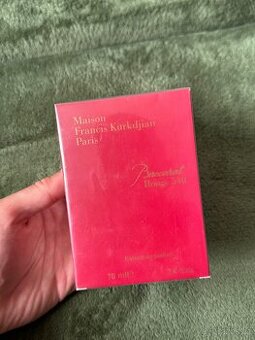 Maison
Francis Kurkdjian
Paris
Baccarat
Rouge 540
70 ml